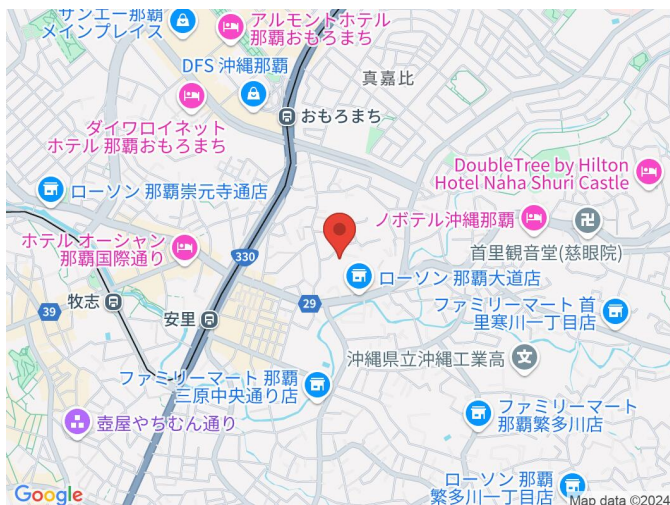 サンエー那覇
メインプレイス
アルモントホテル
那覇おもろまち
DFS 沖縄那覇
真嘉比
おもろまち
ダイワロイネット
ホテル 那覇おもろまち
DoubleTree by Hilton
Hotel Naha Shuri Castle
ローソン 那覇崇元寺通店
ノボテル沖縄那覇
首里観音堂(慈眼院)
ホテル オーシャン
那覇国際通り
330
ローソン 那覇大道店
牧志
39
安里
29
ファミリーマート 首
里寒川一丁目店
沖縄県立沖縄工業高
文
ファミリーマート 那覇
三原中央通り店
壺屋やちむん通り
ファミリーマート
那覇繁多川店
ローソン 那覇
繁多川一丁目店
Google
Map data ©2024